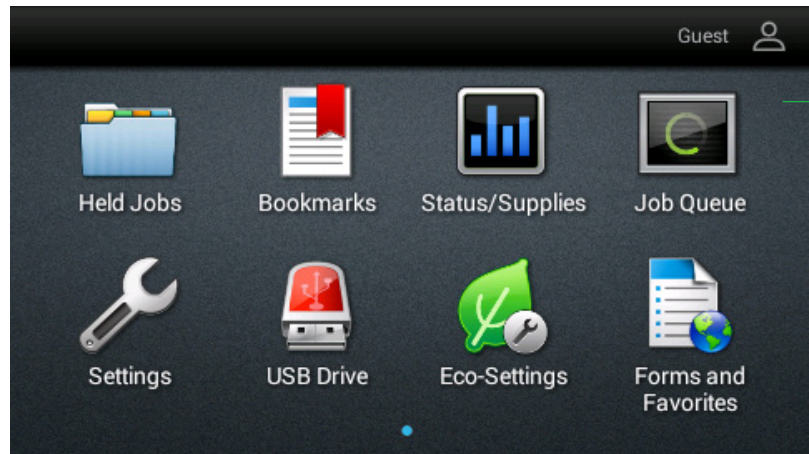 Guest
Held Jobs
Bookmarks
Status/Supplies
Job Queue
Settings
USB Drive
Eco-Settings
Forms and
Favorites